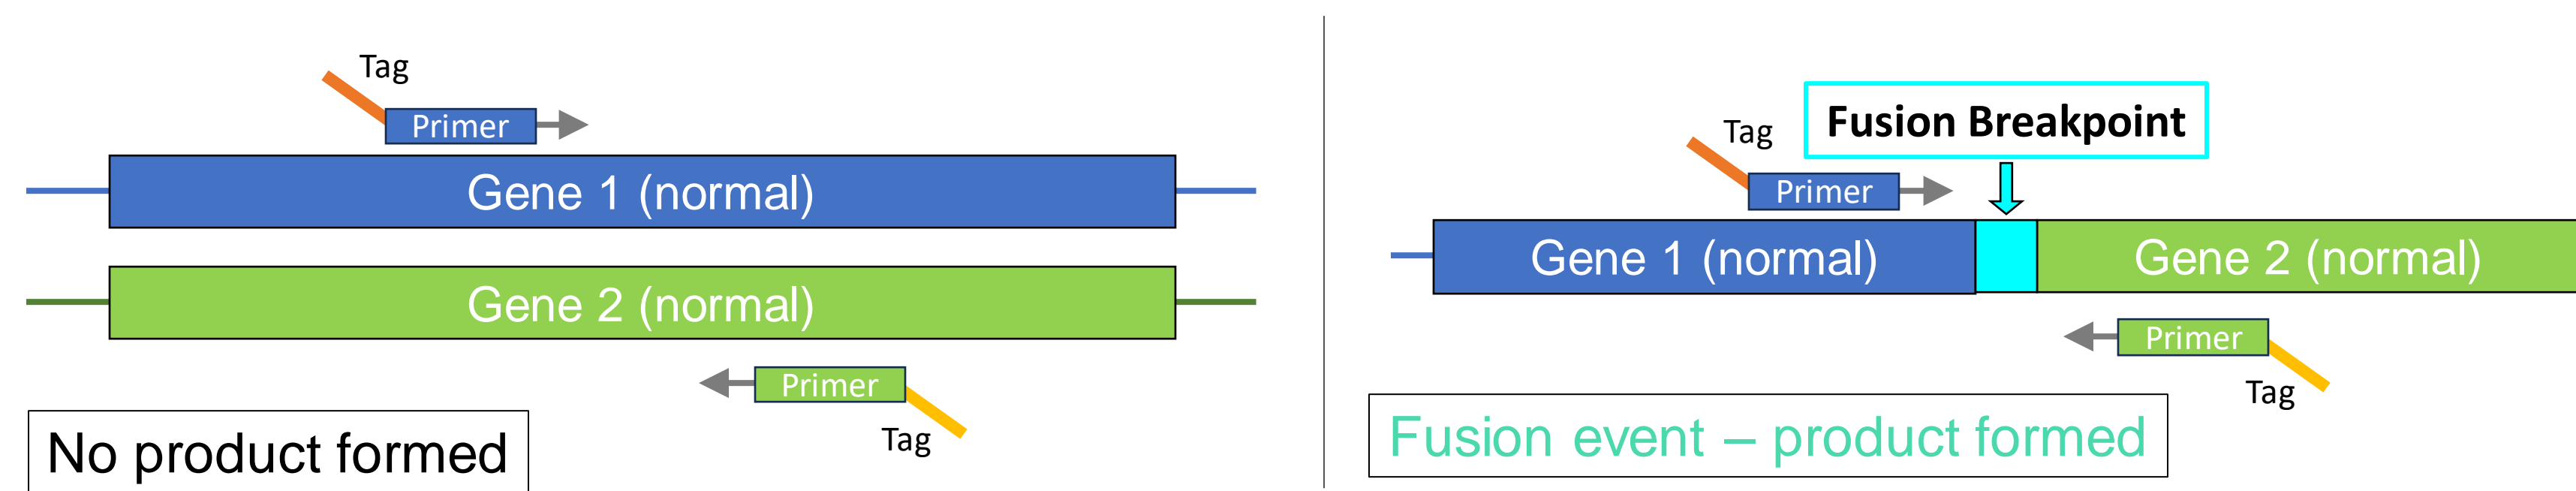 Tag
Primer
Gene 1 (normal)
Gene 2 (normal)
Primer
Tag
No product formed
Fusion Breakpoint
Tag
Primer
Gene 1 (normal)
Gene 2 (normal)
Primer
Tag
Fusion event – product formed